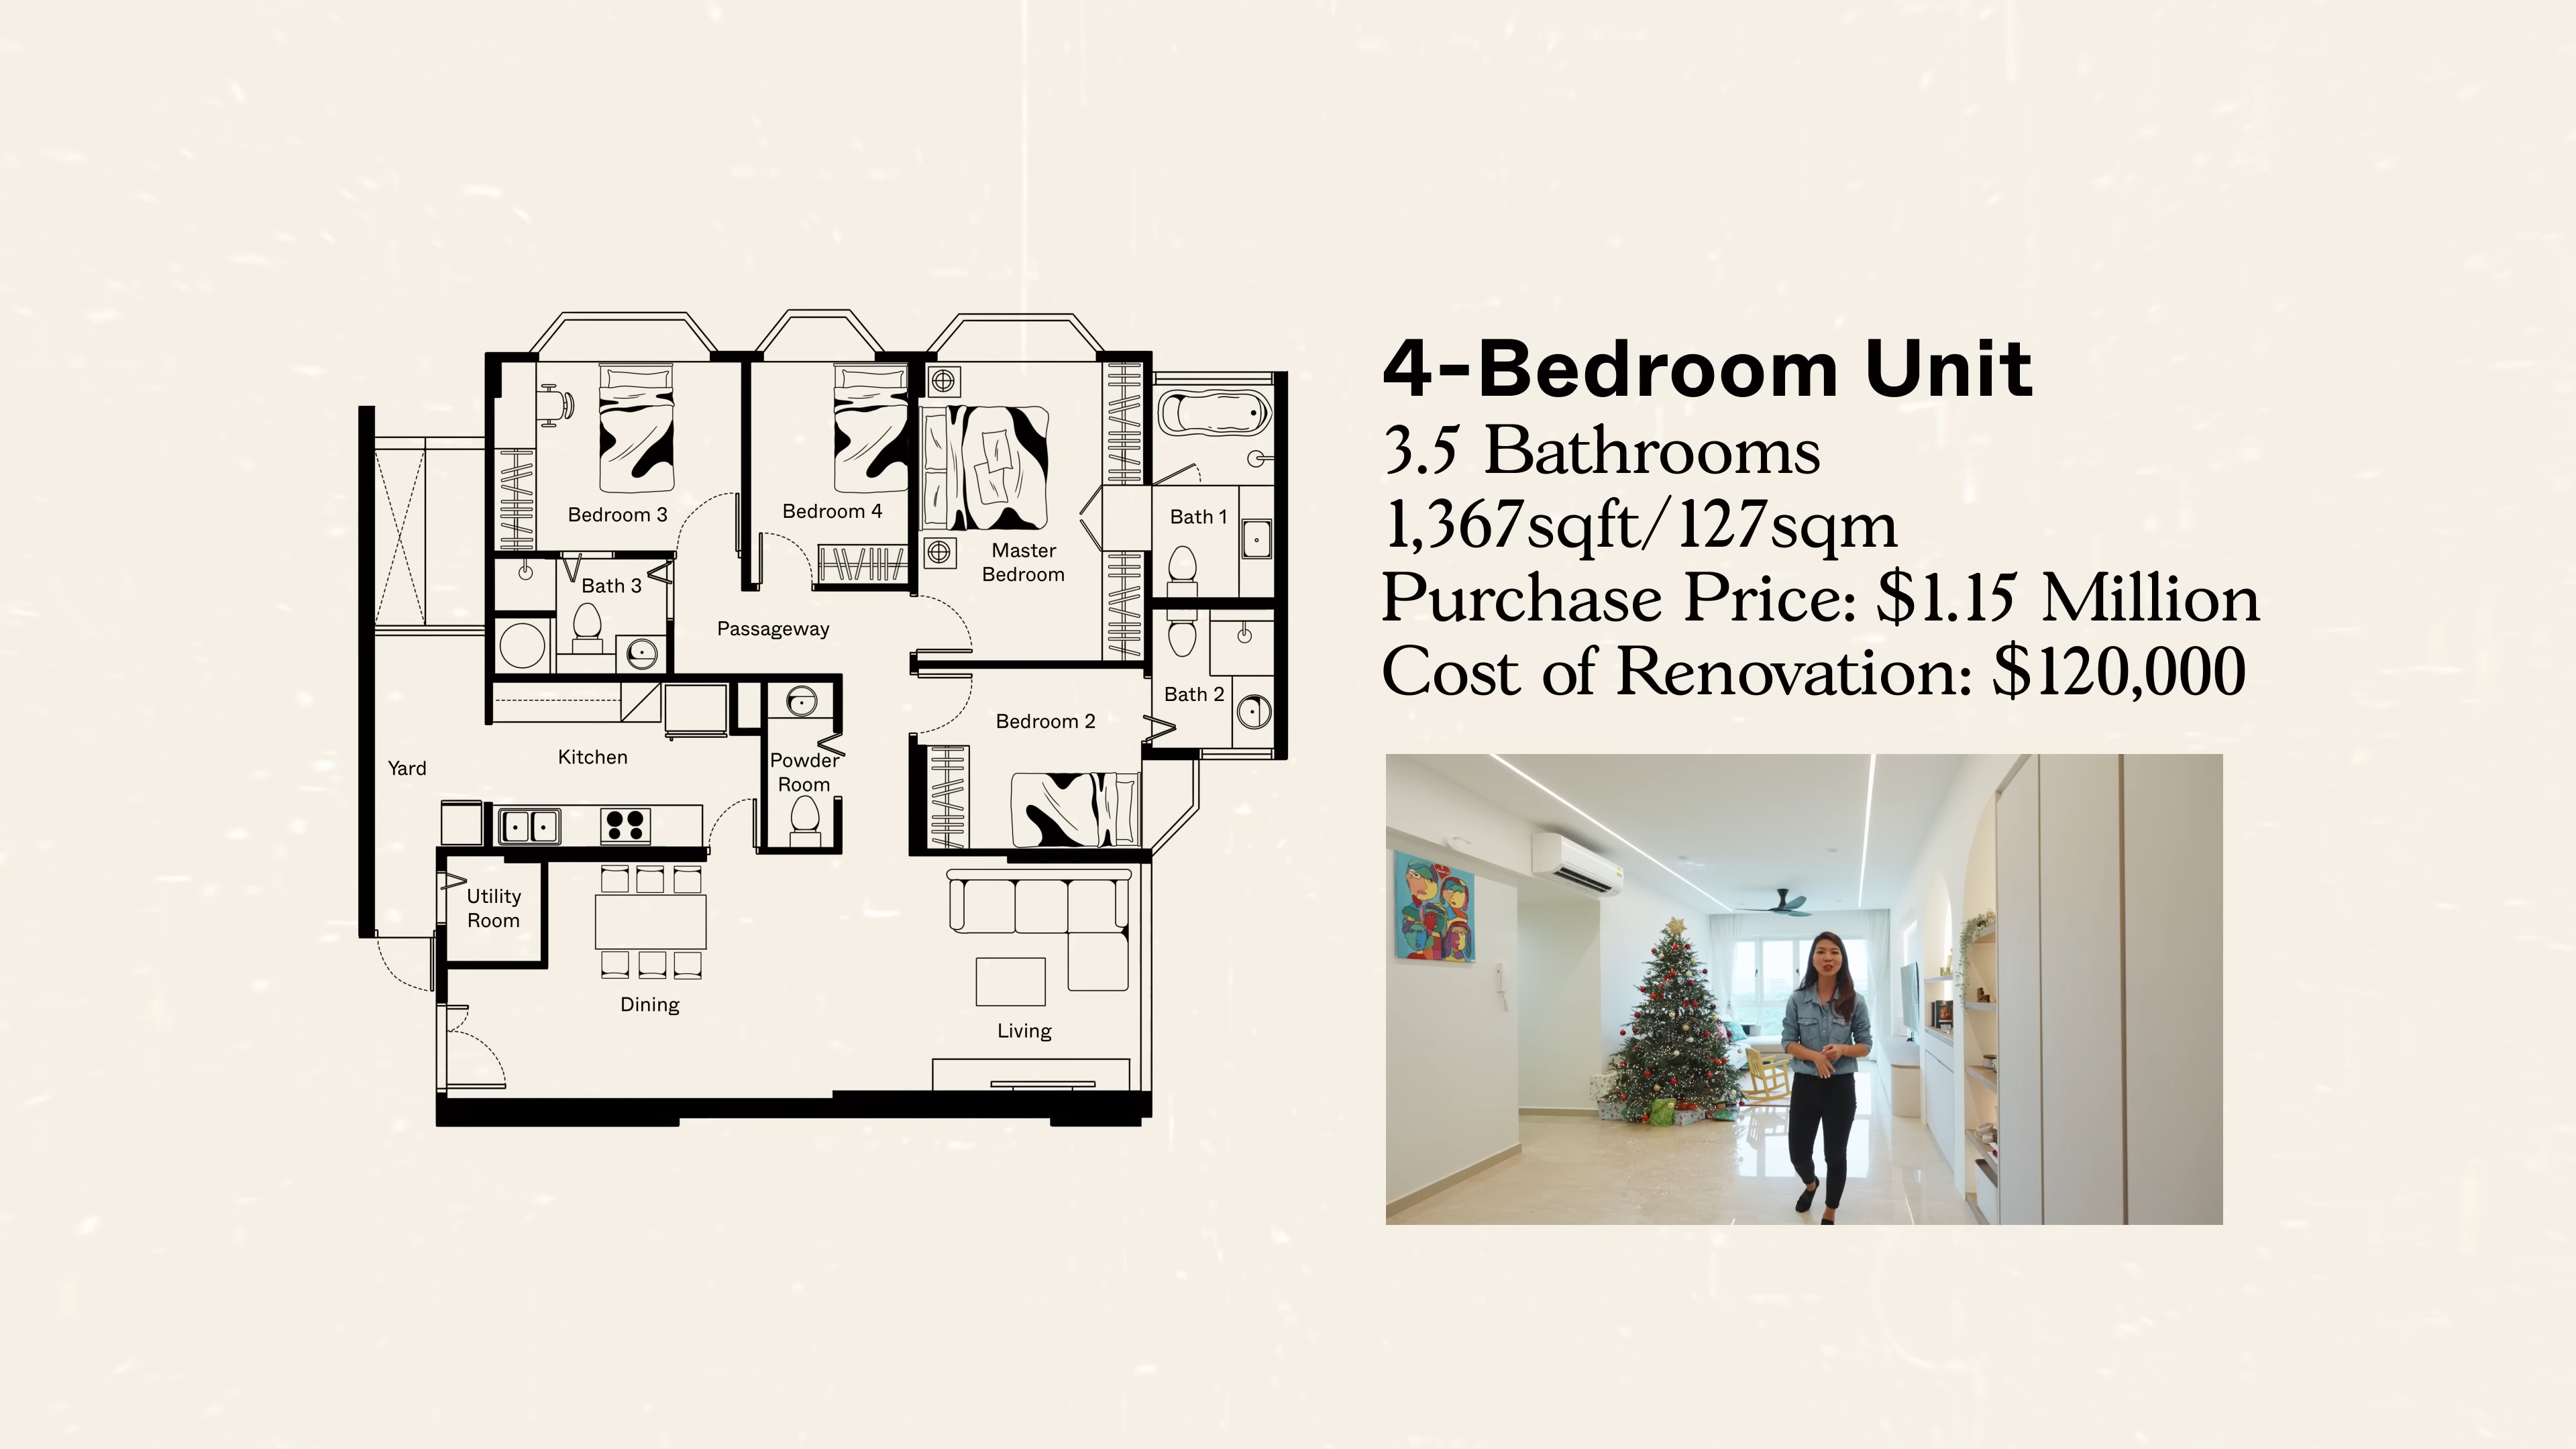 4-Bedroom Unit
3.5 Bathrooms
1,367sqft/127sqm
Purchase Price: $1.15 Million
Cost of Renovation: $120,000
Bedroom 3
Bedroom 4
Master
Bedroom
Bath 1
Bath 3
Passageway
Bath 2
Bedroom 2
Yard
Kitchen
Powder
Room
Utility
Room
Dining
Living